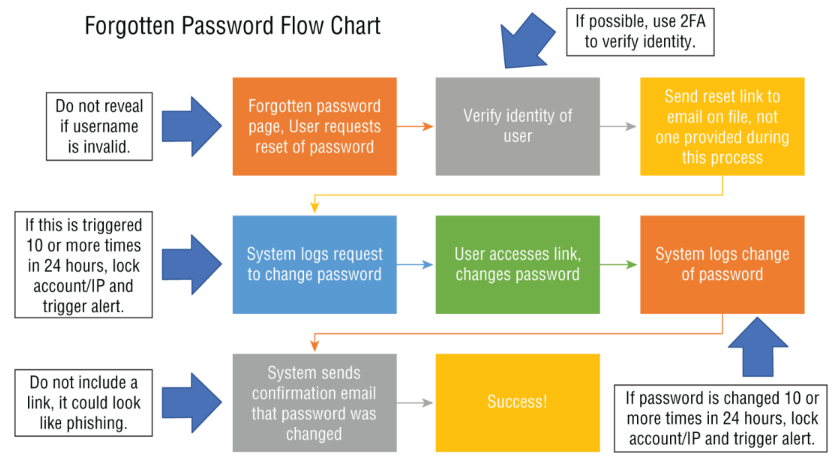 Forgotten Password Flow Chart
If possible, use 2FA
to verify identity.
Do not reveal
if username
is invalid.
Forgotten password
page, User requests
reset of password
Verify identity of
user
Send reset link to
email on file, not
one provided during
this process
If this is triggered
10 or more times
in 24 hours, lock
account/IP and
trigger alert.
System logs request
to change password
User accesses link,
changes password
System logs change
of password
Do not include a
link, it could look
like phishing.
System sends
confirmation email
that password was
changed
Success!
If password is changed 10 or
more times in 24 hours, lock
account/IP and trigger alert.